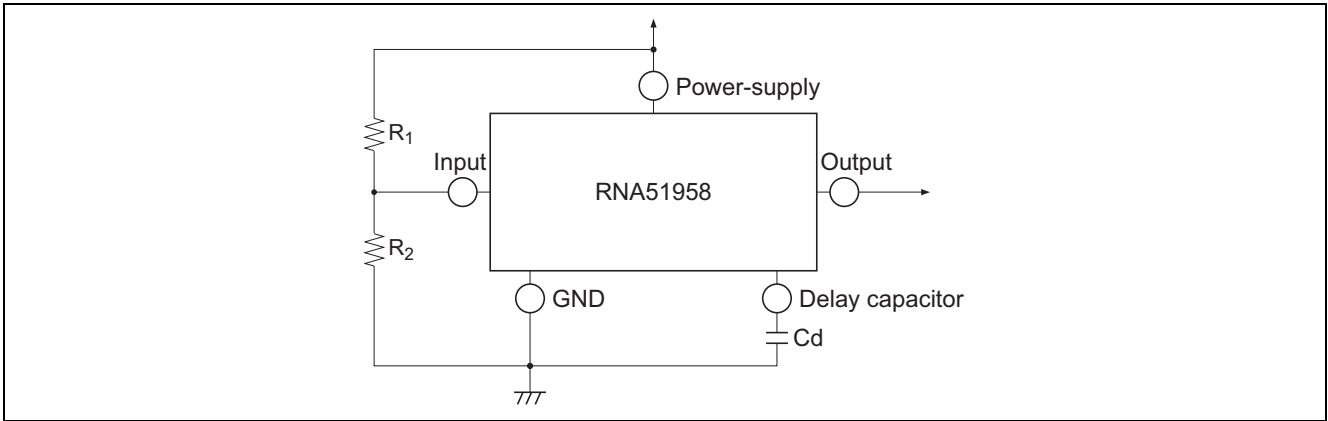 Power-supply
R1
Input
Output
RNA51958
R2
GND
Delay capacitor
Cd